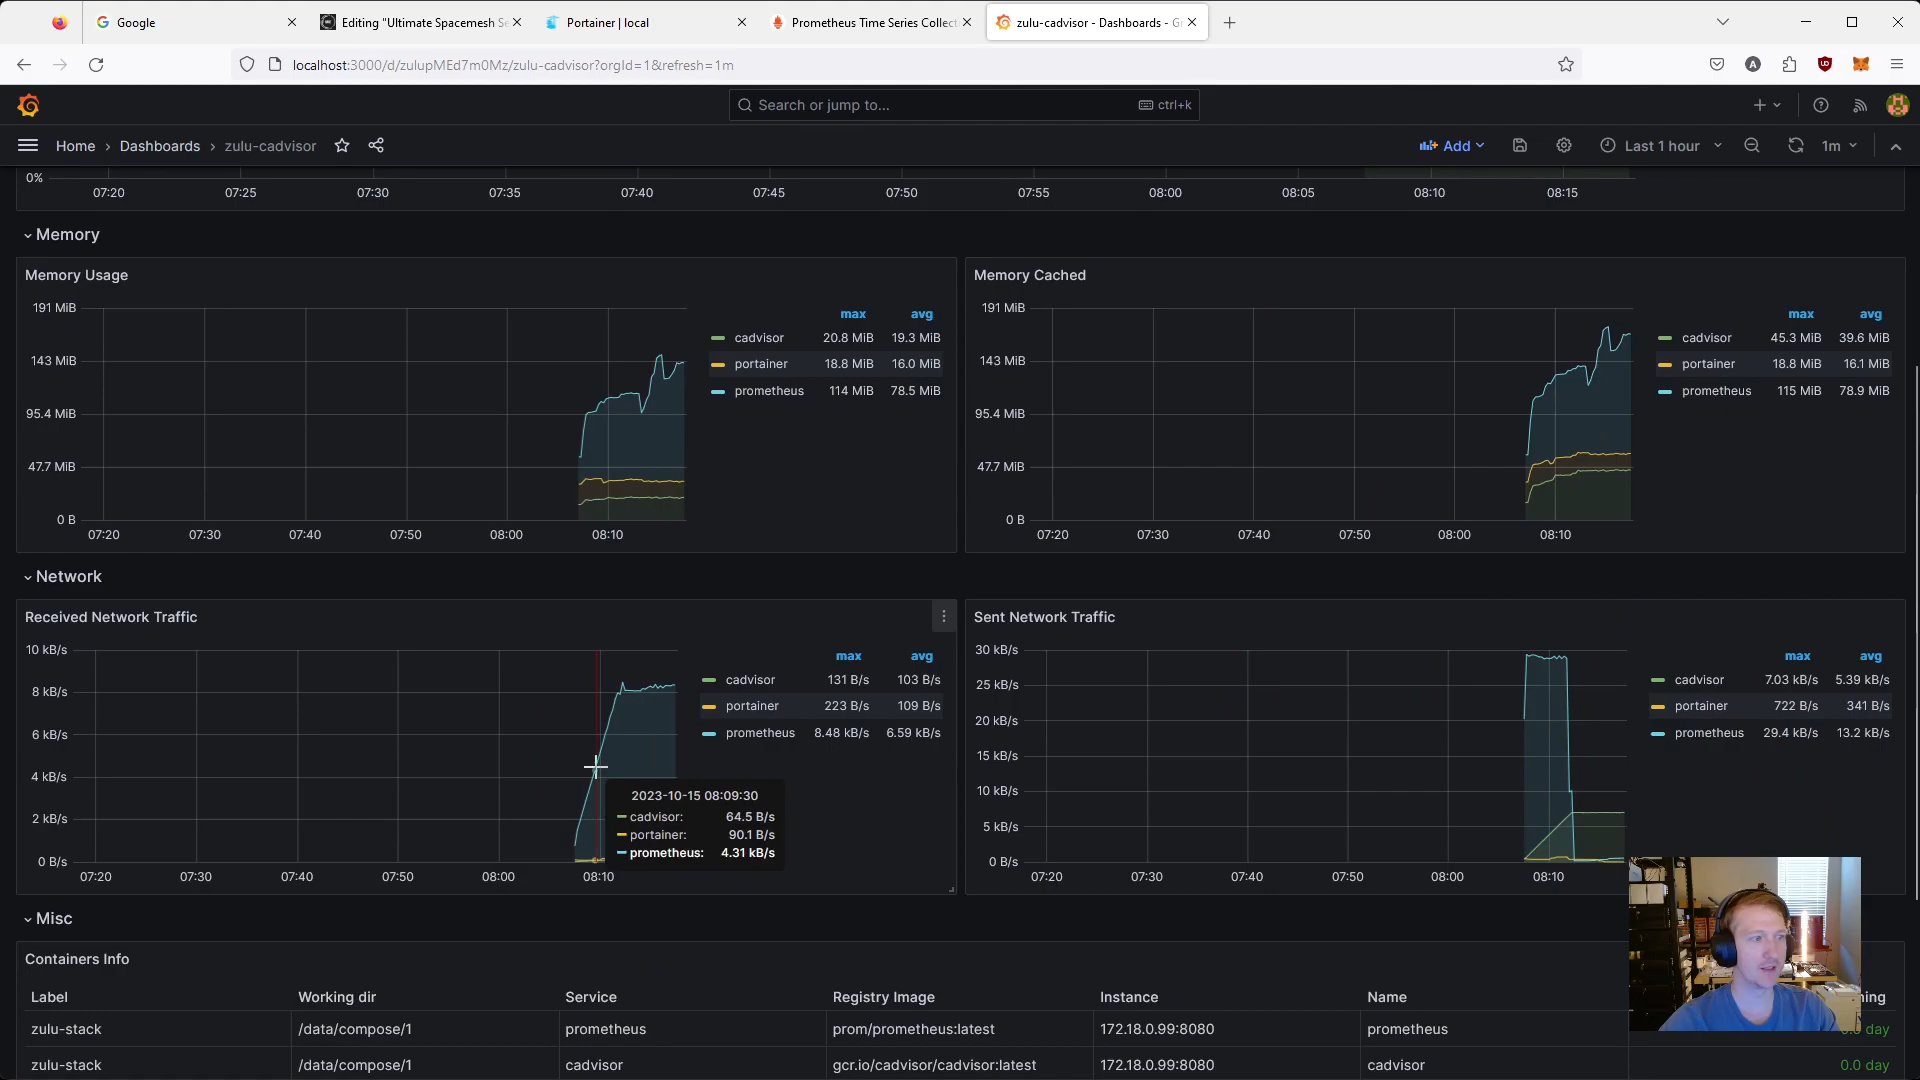 Google
Editing "Ultimate Spacemesh Se
Portainer | local
Prometheus Time Series Collect
zulu-cadvisor - Dashboards - Gr
localhost:3000/d/zulupMEd7m0Mz/zulu-cadvisor?orgId=1&refresh=1m
Search or jump to...
ctrl+k
Home
Dashboards
zulu-cadvisor
Add
Last 1 hour
1m
0%
07:20 07:25 07:30 07:35 07:40 07:45 07:50 07:55 08:00 08:05 08:10 08:15
Memory
Memory Usage
191 MiB
143 MiB
95.4 MiB
47.7 MiB
0 B
07:20 07:30 07:40 07:50 08:00 08:10
max avg
cadvisor 20.8 MiB 19.3 MiB
portainer 18.8 MiB 16.0 MiB
prometheus 114 MiB 78.5 MiB
Memory Cached
191 MiB
143 MiB
95.4 MiB
47.7 MiB
0 B
07:20 07:30 07:40 07:50 08:00 08:10
max avg
cadvisor 45.3 MiB 39.6 MiB
portainer 18.8 MiB 16.1 MiB
prometheus 115 MiB 78.9 MiB
Network
Received Network Traffic
10 kB/s
8 kB/s
6 kB/s
4 kB/s
2 kB/s
0 B/s
07:20 07:30 07:40 07:50 08:00 08:10
max avg
cadvisor 131 B/s 103 B/s
portainer 223 B/s 109 B/s
prometheus 8.48 kB/s 6.59 kB/s
2023-10-15 08:09:30
cadvisor: 64.5 B/s
portainer: 90.1 B/s
prometheus: 4.31 kB/s
Sent Network Traffic
30 kB/s
25 kB/s
20 kB/s
15 kB/s
10 kB/s
5 kB/s
0 B/s
07:20 07:30 07:40 07:50 08:00 08:10
max avg
cadvisor 7.03 kB/s 5.39 kB/s
portainer 722 B/s 341 B/s
prometheus 29.4 kB/s 13.2 kB/s
Misc
Containers Info
Label Working dir Service Registry Image Instance Name
zulu-stack /data/compose/1 prometheus prom/prometheus:latest 172.18.0.99:8080 prometheus
zulu-stack /data/compose/1 cadvisor gcr.io/cadvisor/cadvisor:latest 172.18.0.99:8080 cadvisor 0.0 day